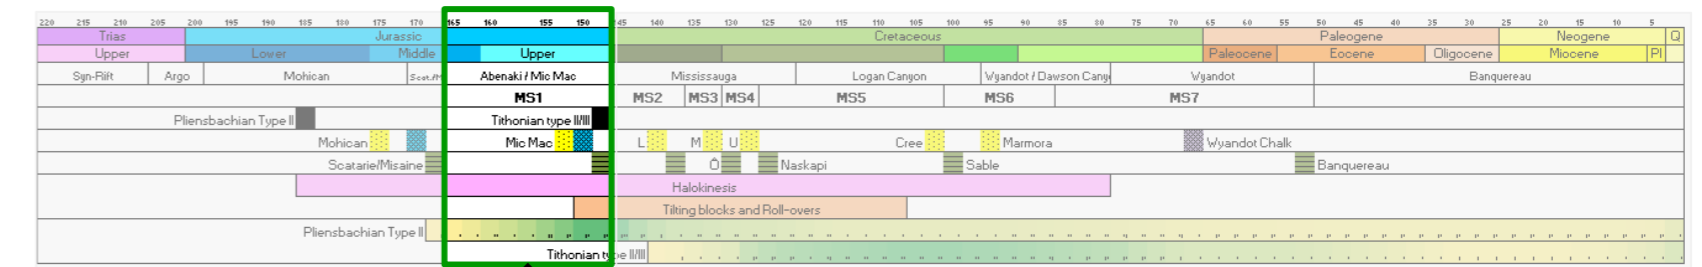 220 215 210 205 200 195 190 185 180 175 170 165 160 155 150 145 140 135 130 125 120 115 110 105 100 95 90 85 80 75 70 65 60 55 50 45 40 35 30 25 20 15 10 5
Trias Jurassic Cretaceous Paleogene Neogene Q
Upper Lower Middle Upper Paleocene Eocene Oligocene Miocene Pl
Syn-Rift Argo Mohican Abenaki / Mic Mac Mississauga Logan Canyon Wyandot / Dawson Cany Wyandot Banquereau
MS1 MS2 MS3 MS4 MS5 MS6 MS7
Pliensbachian Type II Tithonian type II/III
Mohican Mic Mac L M U Cree Marmora Wyandot Chalk
Scatarie/Misaine O Naskapi Sable Banquereau
Halokinesis
Tilting blocks and Roll-overs
Pliensbachian Type II
Tithonian type II/III